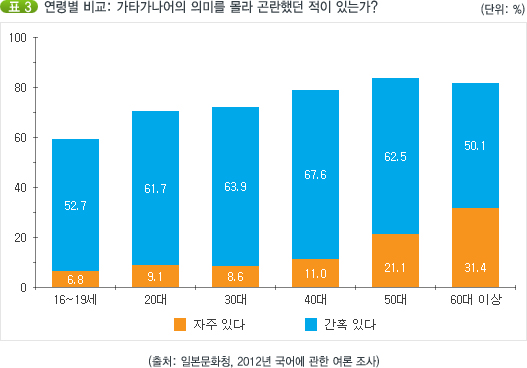 표 3 연령별 비교: 가타가나어의 의미를 몰라 곤란했던 적이 있는가? (단위: %)
100
80
60
40
20
0
52.7 61.7 63.9 67.6 62.5 50.1
6.8 9.1 8.6 11.0 21.1 31.4
16~19세 20대 30대 40대 50대 60대 이상
자주 있다 간혹 있다
(출처: 일본문화청, 2012년 국어에 관한 여론 조사)